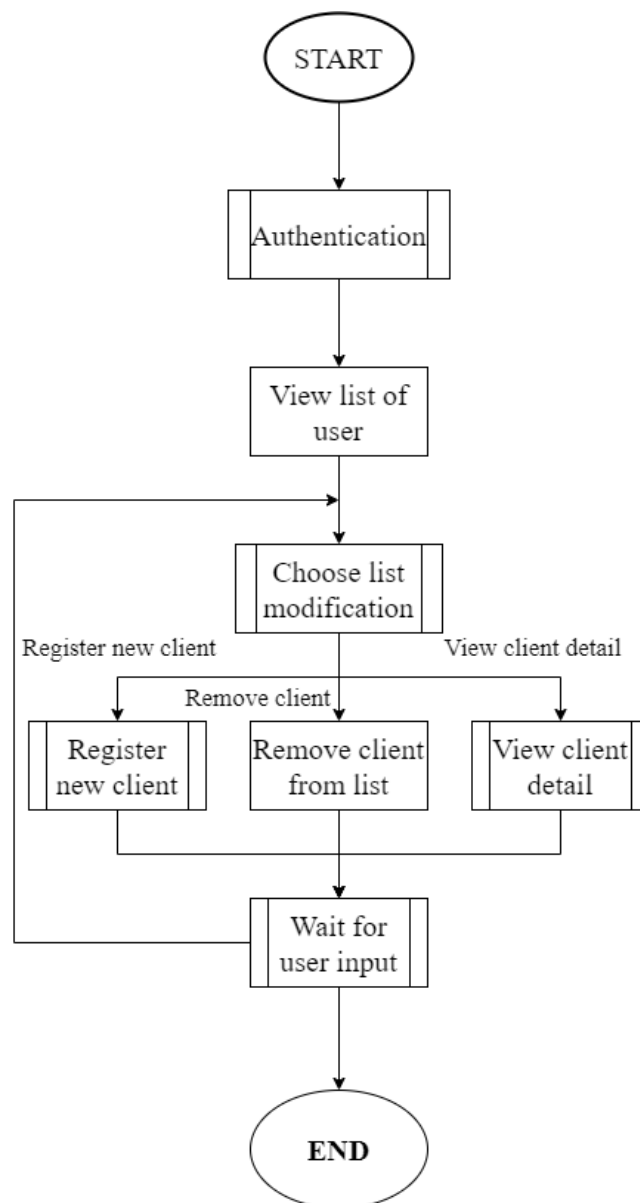 START
Authentication
View list of
user
Choose list
modification
Register new client
View client detail
Remove client
Register
new client
Remove client
from list
View client
detail
Wait for
user input
END